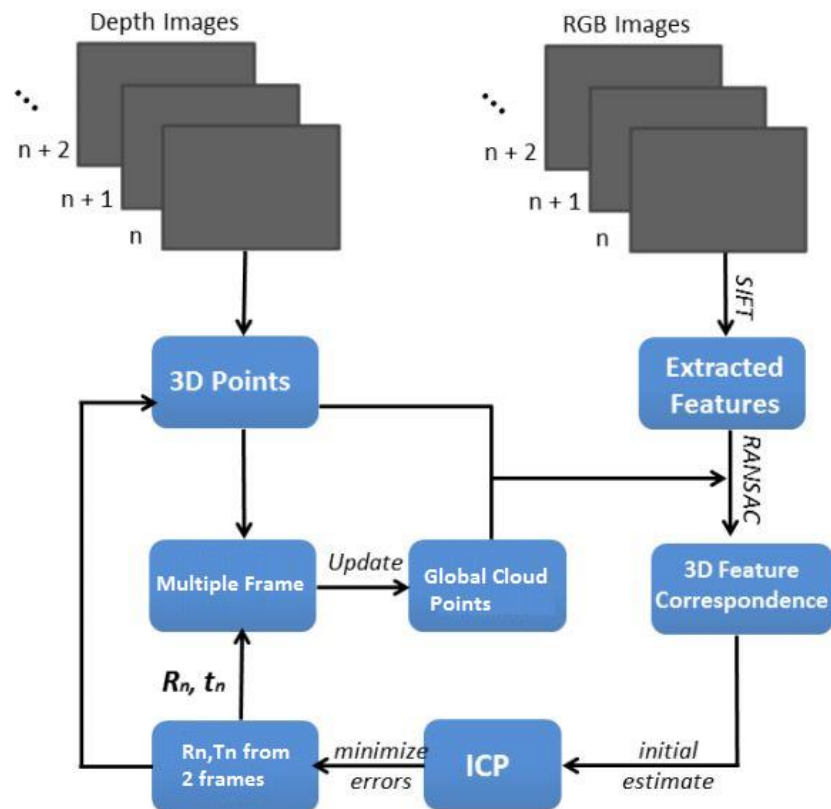 Depth Images
RGB Images
n + 2
n + 1
n
n + 2
n + 1
n
SIFT
3D Points
Extracted
Features
RANSAC
Multiple Frame
Update
Global Cloud
Points
3D Feature
Correspondence
Rn, tn
Rn,Tn from
2 frames
minimize
errors
ICP
initial
estimate